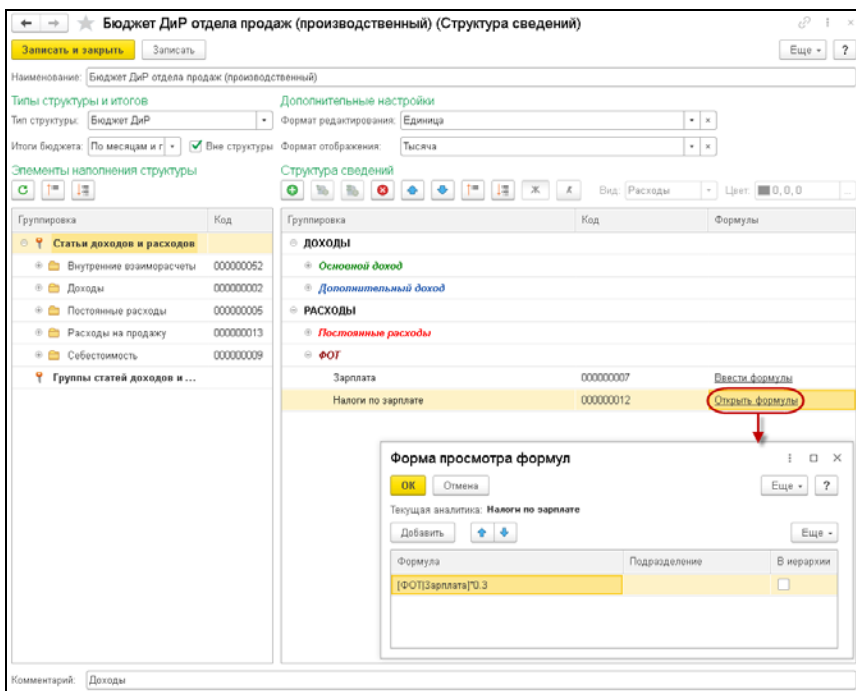 Бюджет ДиР отдела продаж (производственный) (Структура сведений)
Записать и закрыть Записать Еще ?
Наименование: Бюджет ДиР отдела продаж (производственный)
Типы структуры и итогов Дополнительные настройки
Тип структуры: Бюджет ДиР Формат редактирования: Единица
Итоги бюджета: По месяцам и г Вне структуры Формат отображения: Тысяча
Элементы наполнения структуры Структура сведений
Ж К Вид: Расходы Цвет: 0, 0, 0 ...
Группировка Код Группировка Код Формулы
Статьи доходов и расходов ДОХОДЫ
Внутренние взаиморасчеты 000000052 Основной доход
Доходы 000000002 Дополнительный доход
Постоянные расходы 000000005 РАСХОДЫ
Расходы на продажу 000000013 Постоянные расходы
Себестоимость 000000009 ФОТ
Группы статей доходов и ... Зарплата 000000007 Ввести формулы
Налоги по зарплате 000000012 Открыть формулы
Форма просмотра формул
ОК Отмена Еще ?
Текущая аналитика: Налоги по зарплате
Добавить Еще
Формула Подразделение В иерархии
[ФОТ|Зарплата]*0.3
Комментарий: Доходы